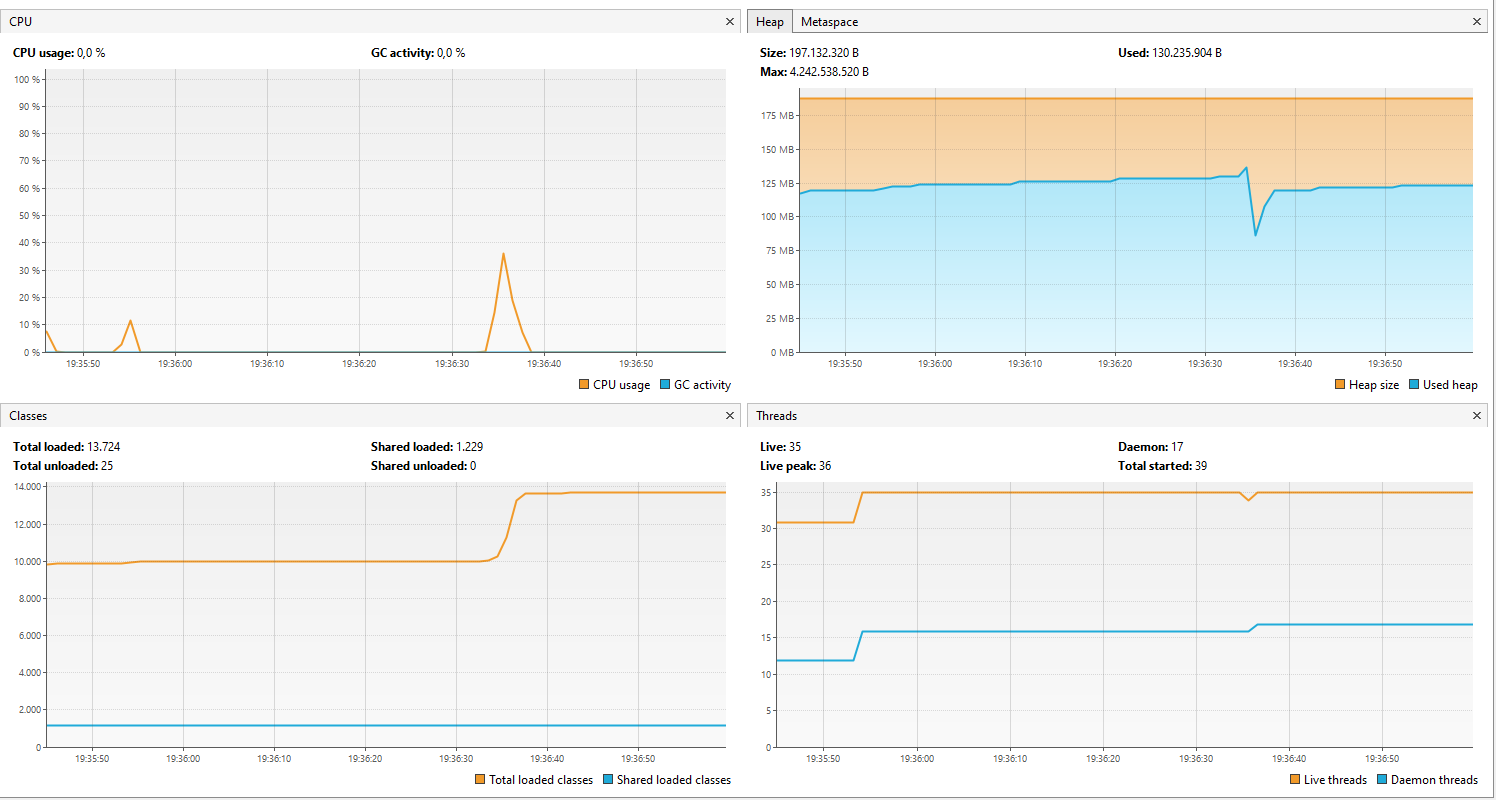 CPU
CPU usage: 0,0 %
GC activity: 0,0 %
100 %
90 %
80 %
70 %
60 %
50 %
40 %
30 %
20 %
10 %
0 %
19:35:50 19:36:00 19:36:10 19:36:20 19:36:30 19:36:40 19:36:50
CPU usage GC activity
Heap Metaspace
Size: 197.132.320 B
Used: 130.235.904 B
Max: 4.242.538.520 B
175 MB
150 MB
125 MB
100 MB
75 MB
50 MB
25 MB
0 MB
19:35:50 19:36:00 19:36:10 19:36:20 19:36:30 19:36:40 19:36:50
Heap size Used heap
Classes
Total loaded: 13.724
Shared loaded: 1.229
Total unloaded: 25
Shared unloaded: 0
14.000
12.000
10.000
8.000
6.000
4.000
2.000
0
19:35:50 19:36:00 19:36:10 19:36:20 19:36:30 19:36:40 19:36:50
Total loaded classes Shared loaded classes
Threads
Live: 35
Daemon: 17
Live peak: 36
Total started: 39
35
30
25
20
15
10
5
0
19:35:50 19:36:00 19:36:10 19:36:20 19:36:30 19:36:40 19:36:50
Live threads Daemon threads